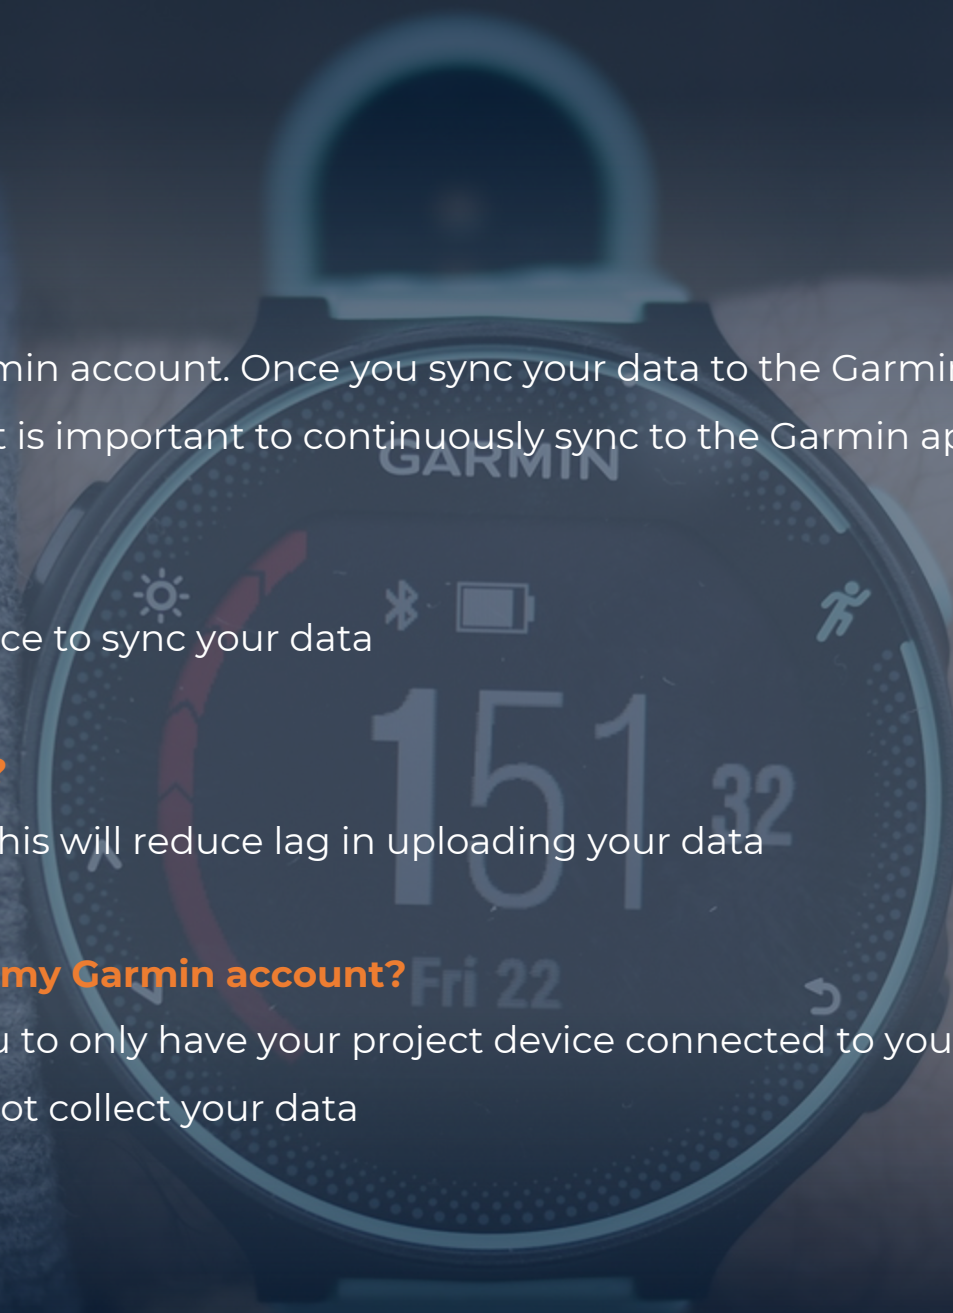 min account. Once you sync your data to the Garmin
t is important to continuously sync to the Garmin ap
GARMIN
ce to sync your data
?
151
32
his will reduce lag in uploading your data
my Garmin account?
Fri 22
u to only have your project device connected to you
ot collect your data